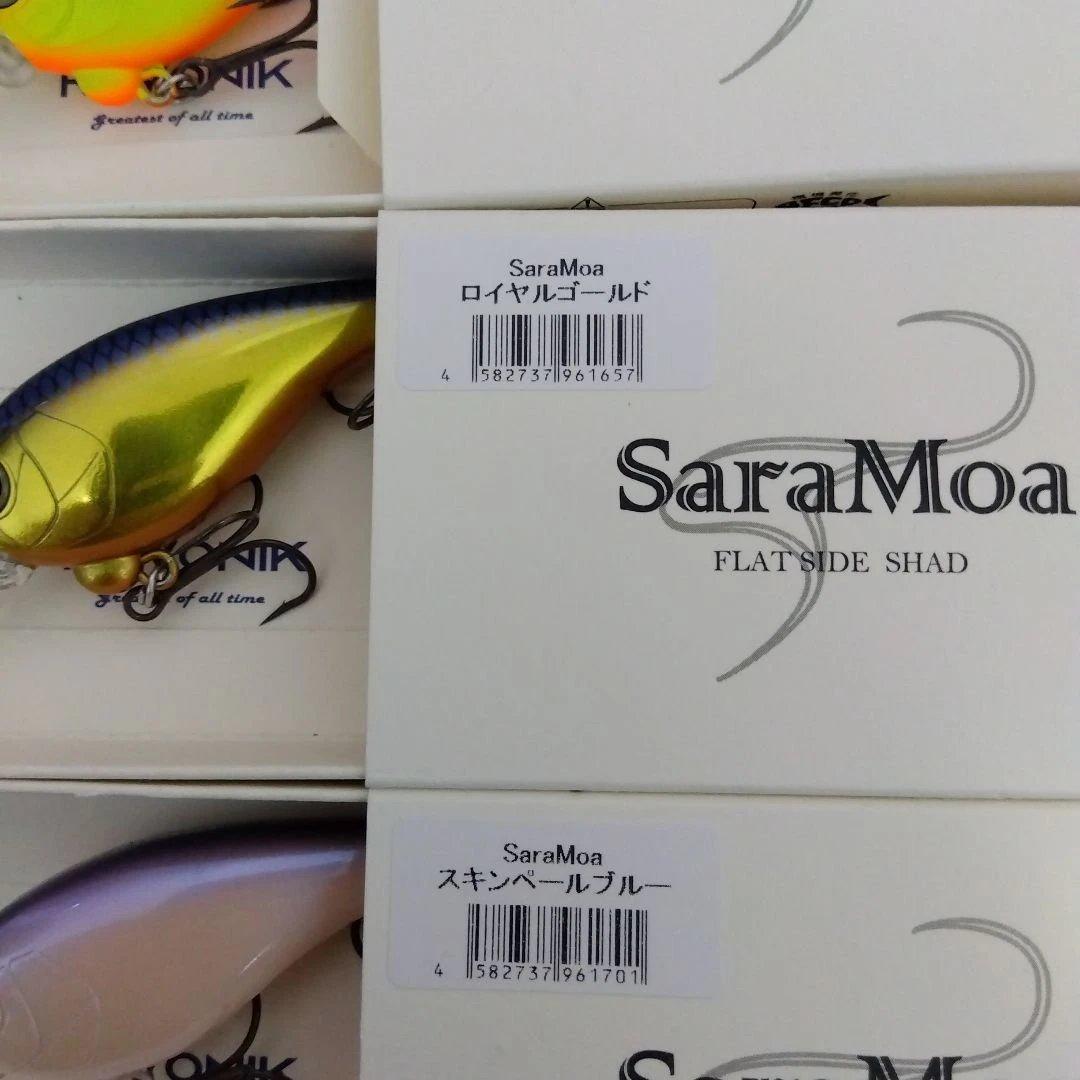 Greatest of all time
SaraMoa
ロイヤルゴールド
4 582737 961657
SaraMoa
FLAT SIDE SHAD
of all time
SaraMoa
スキンペールブルー
4 582737 961701